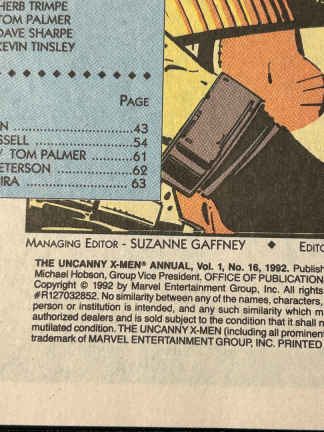 HERB TRIMPE
TOM PALMER
DAVE SHARPE
KEVIN TINSLEY
PAGE
N ..........................43
SSELL ....................54
Y TOM PALMER ..........61
ETERSON ..................62
IRA ..........................63
MANAGING EDITOR - SUZANNE GAFFNEY ◆ EDITO
THE UNCANNY X-MEN® ANNUAL, Vol. 1, No. 16, 1992. Publish
Michael Hobson, Group Vice President. OFFICE OF PUBLICATION
Copyright © 1992 by Marvel Entertainment Group, Inc. All rights
#R127032852. No similarity between any of the names, characters,
person or institution is intended, and any such similarity which m
authorized dealers and is sold subject to the condition that it shall n
mutilated condition. THE UNCANNY X-MEN (including all prominen
trademark of MARVEL ENTERTAINMENT GROUP, INC. PRINTED